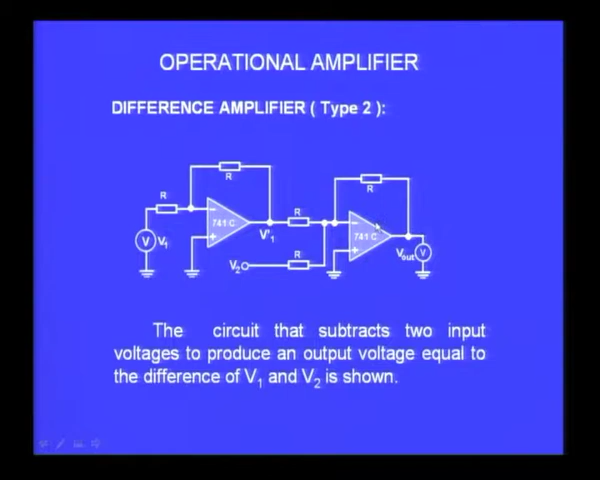 OPERATIONAL AMPLIFIER
DIFFERENCE AMPLIFIER ( Type 2 ):
R
R
R
R
741 C
741 C
V
V₁
V'₁
V₂
R
Vout
V
The circuit that subtracts two input
voltages to produce an output voltage equal to
the difference of V₁ and V₂ is shown.